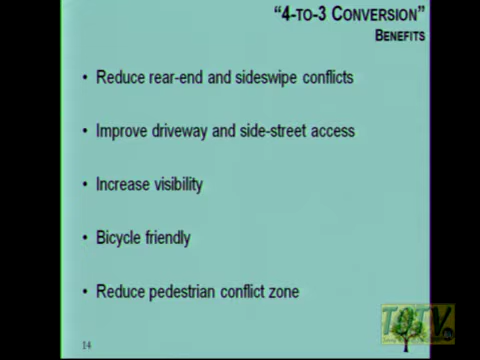 “4-TO-3 CONVERSION”
BENEFITS
• Reduce rear-end and sideswipe conflicts
• Improve driveway and side-street access
• Increase visibility
• Bicycle friendly
• Reduce pedestrian conflict zone
14